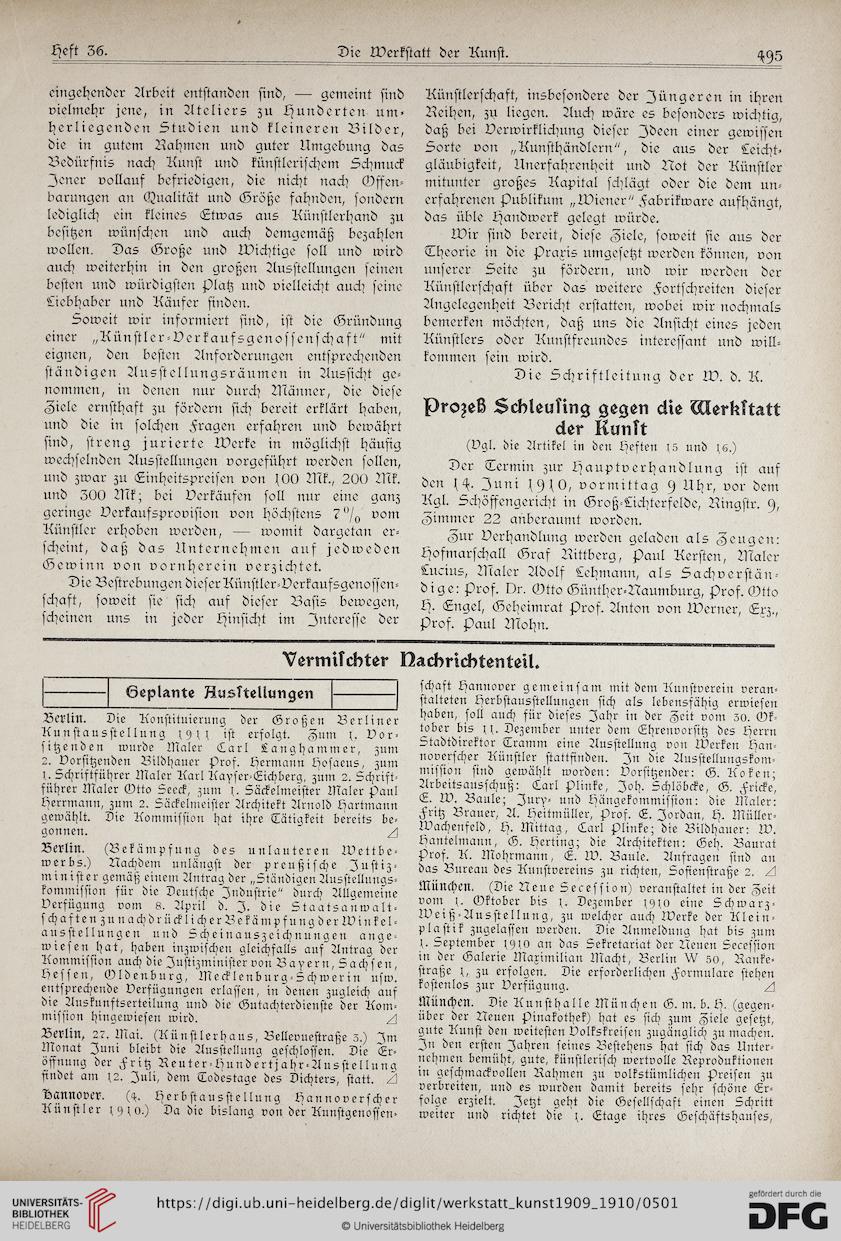 Heft 36. Die Werkstatt der Kunst. 495
eingehender Arbeit entstanden sind, — gemeint sind
vielmehr jene, in Ateliers zu Hunderten um-
herliegenden Studien und kleineren Bilder,
die in gutem Rahmen und guter Umgebung das
Bedürfnis nach Kunst und künstlerischem Schmuck
Jener vollauf befriedigen, die nicht nach Offen-
barungen an Qualität und Größe fahnden, sondern
lediglich ein kleines Etwas aus Künstlerhand zu
besitzen wünschen und auch demgemäß bezahlen
wollen. Das Große und Wichtige soll und wird
auch weiterhin in den großen Ausstellungen seinen
besten und würdigsten Platz und vielleicht auch seine
Liebhaber und Käufer finden.
Soweit wir informiert sind, ist die Gründung
einer „Künstler-Verkaufsgenossenschaft" mit
eignen, den besten Anforderungen entsprechenden
ständigen Ausstellungsräumen in Aussicht ge-
nommen, in denen nur durch Männer, die diese
Ziele ernsthaft zu fördern sich bereit erklärt haben,
und die in solchen Fragen erfahren und bewährt
sind, streng jurierte Werke in möglichst häufig
wechselnden Ausstellungen vorgeführt werden sollen,
und zwar zu Einheitspreisen von 100 Mk., 200 Mk.
und 300 Mk; bei Verkäufen soll nur eine ganz
geringe Verkaufsprovision von höchstens 7 % vom
Künstler erhoben werden, — womit dargetan er-
scheint, daß das Unternehmen auf jedweden
Gewinn von vornherein verzichtet.
Die Bestrebungen dieser Künstler-Verkaufsgenossen-
schaft, soweit sie sich auf dieser Basis bewegen,
scheinen uns in jeder Hinsicht im Interesse der
Künstlerschaft, insbesondere der Jüngeren in ihren
Reihen, zu liegen. Auch wäre es besonders wichtig,
daß bei Verwirklichung dieser Ideen einer gewissen
Sorte von „Kunsthändlern", die aus der Leicht-
gläubigkeit, Unerfahrenheit und Not der Künstler
mitunter großes Kapital schlägt oder die dem un-
erfahrenen Publikum „Wiener" Fabrikware aufhängt,
das üble Handwerk gelegt würde.
Wir sind bereit, diese Ziele, soweit sie aus der
Theorie in die Praxis umgesetzt werden können, von
unserer Seite zu fördern, und wir werden der
Künstlerschaft über das weitere Fortschreiten dieser
Angelegenheit Bericht erstatten, wobei wir nochmals
bemerken möchten, daß uns die Ansicht eines jeden
Künstlers oder Kunstfreundes interessant und will-
kommen sein wird.
Die Schriftleitung der W. d. K.
Prozeß Schleusing gegen die Werkstatt
der Kunst
(Vgl. die Artikel in den Heften 15 und 16.)
Der Termin zur Hauptverhandlung ist auf
den 14. Juni 1910, vormittag 9 Uhr, vor dem
Kgl. Schöffengericht in Groß-Lichterfelde, Ringstr. 9,
Zimmer 22 anberaumt worden.
Zur Verhandlung werden geladen als Zeugen:
Hofmarschall Graf Rittberg, Paul Kersten, Maler
Lucius, Maler Adolf Lehmann, als Sachverstän-
dige: Prof. Dr. Otto Günther-Naumburg, Prof. Otto
H. Engel, Geheimrat Prof. Anton von Werner, Erz.,
Prof. Paul Mohn.
Vermischter Nachrichtenteil.
Geplante Ausstellungen
Berlin. Die Konstituierung der Großen Berliner
Kunstausstellung 1911 ist erfolgt. Zum 1. Vor-
sitzenden wurde Maler Carl Langhammer, zum
2. Vorsitzenden Bildhauer Prof. Hermann Hosaeus, zum
1. Schriftführer Maler Karl Kayser-Eichberg, zum 2. Schrift-
führer Maler Otto Seeck, zum 1. Säckelmeister Maler Paul
Herrmann, zum 2. Säckelmeister Architekt Arnold Hartmann
gewählt. Die Kommission hat ihre Tätigkeit bereits be-
gonnen.
Berlin. (Bekämpfung des unlauteren Wettbe-
werbs.) Nachdem unlängst der preußische Justiz-
minister gemäß einem Antrag der „Ständigen Ausstellungs-
kommission für die Deutsche Industrie" durch Allgemeine
Verfügung vom 8. April d. J. die Staatsanwalt-
schaften zu nachdrücklicher Bekämpfung der Winkel-
ausstellungen und Scheinauszeichnungen ange-
wiesen hat, haben inzwischen gleichfalls auf Antrag der
Kommission auch die Justizminister von Bayern, Sachsen,
Hessen, Oldenburg, Mecklenburg-Schwerin usw.
entsprechende Verfügungen erlassen, in denen zugleich auf
die Auskunftserteilung und die Gutachterdienste der Kom-
mission hingewiesen wird.
Berlin, 27. Mai. (Künstlerhaus, Bellevuestraße 3.) Im
Monat Juni bleibt die Ausstellung geschlossen. Die Er-
öffnung der Fritz Reuter-Hundertjahr-Ausstellung
findet am 12. Juli, dem Todestage des Dichters, statt.
Hannover. (4. Herbstausstellung Hannoverscher
Künstler 1910.) Da die bislang von der Kunstgenossen-
schaft Hannover gemeinsam mit dem Kunstverein veran-
stalteten Herbstausstellungen sich als lebensfähig erwiesen
haben, soll auch für dieses Jahr in der Zeit vom 30. Ok-
tober bis 11. Dezember unter dem Ehrenvorsitz des Herrn
Stadtdirektor Tramm eine Ausstellung von Werken Han-
noverscher Künstler stattfinden. In die Ausstellungskom-
mission sind gewählt worden: Vorsitzender: G. Koken;
Arbeitsausschuß: Carl Plinke, Joh. Schlöbcke, G. Fricke,
E. W. Baule; Jury- und Hängekommission: die Maler:
Fritz Brauer, A. Heitmüller, Prof. E. Jordan, H. Müller-
Wachenfeld, H. Mittag, Carl Plinke; die Bildhauer: W.
Hantelmann, G. Herting; die Architekten: Geh. Baurat
Prof. K. Mohrmann, E. W. Baule. Anfragen sind an
das Bureau des Kunstvereins zu richten, Sofienstraße 2.
München. (Die Neue Secession) veranstaltet in der Zeit
vom 1. Oktober bis 1. Dezember 1910 eine Schwarz-
Weiß-Ausstellung, zu welcher auch Werke der Klein-
plastik zugelassen werden. Die Anmeldung hat bis zum
1. September 1910 an das Sekretariat der Neuen Secession
in der Galerie Maximilian Macht, Berlin W 50, Ranke-
straße 1, zu erfolgen. Die erforderlichen Formulare stehen
kostenlos zur Verfügung.
München. Die Kunsthalle München G. m. b. H. (gegen-
über der Neuen Pinakothek) hat es sich zum Ziele gesetzt,
gute Kunst den weitesten Volkskreisen zugänglich zu machen.
In den ersten Jahren seines Bestehens hat sich das Unter-
nehmen bemüht, gute, künstlerisch wertvolle Reproduktionen
in geschmackvollen Rahmen zu volkstümlichen Preisen zu
verbreiten, und es wurden damit bereits sehr schöne Er-
folge erzielt. Jetzt geht die Gesellschaft einen Schritt
weiter und richtet die 1. Etage ihres Geschäftshauses,
UNIVERSITÄTS-
BIBLIOTHEK
HEIDELBERG
https://digi.ub.uni-heidelberg.de/diglit/werkstatt_kunst1909_1910/0501
© Universitätsbibliothek Heidelberg
gefördert durch die
DFG